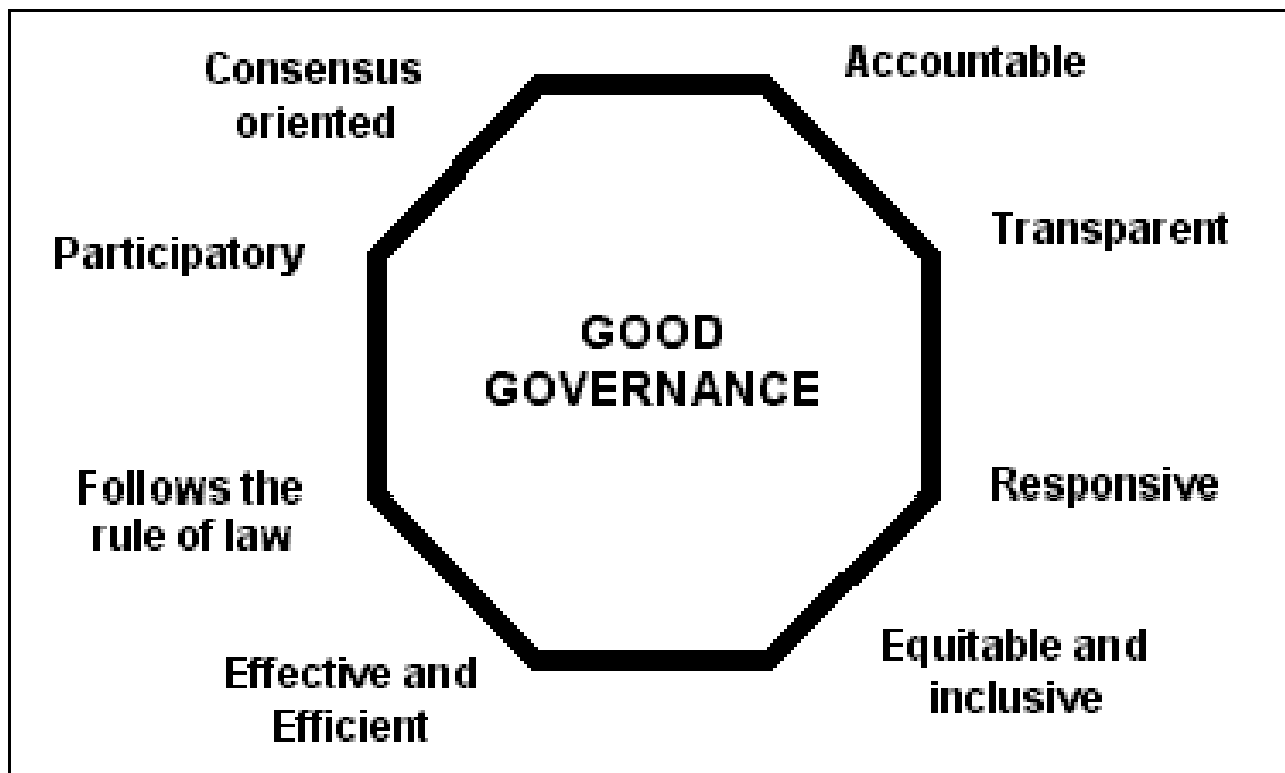 Consensus
oriented
Accountable
Participatory
Transparent
GOOD
GOVERNANCE
Follows the
rule of law
Responsive
Effective and
Efficient
Equitable and
inclusive